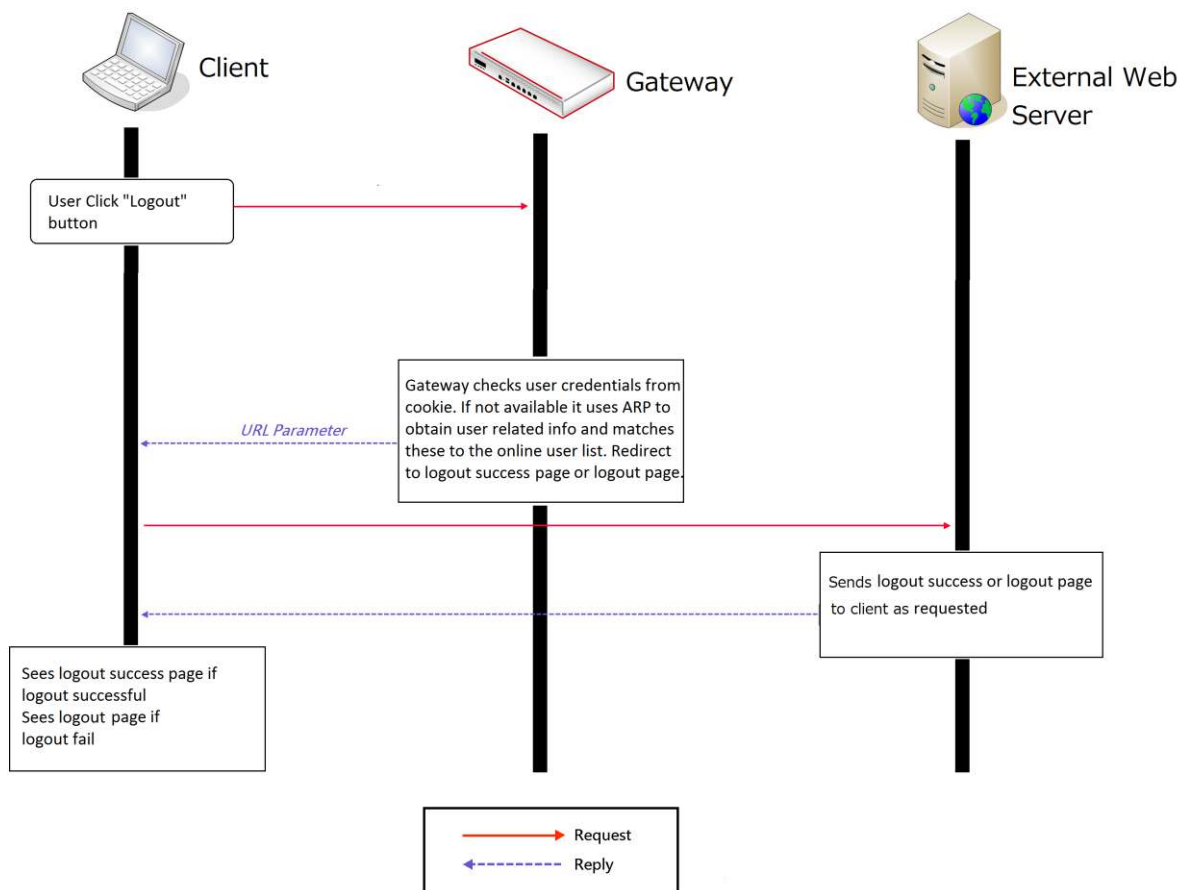 Client
Gateway
External Web
Server
User Click "Logout"
button
Gateway checks user credentials from
cookie. If not available it uses ARP to
obtain user related info and matches
these to the online user list. Redirect
to logout success page or logout page.
URL Parameter
Sends logout success or logout page
to client as requested
Sees logout success page if
logout successful
Sees logout page if
logout fail
Request
Reply